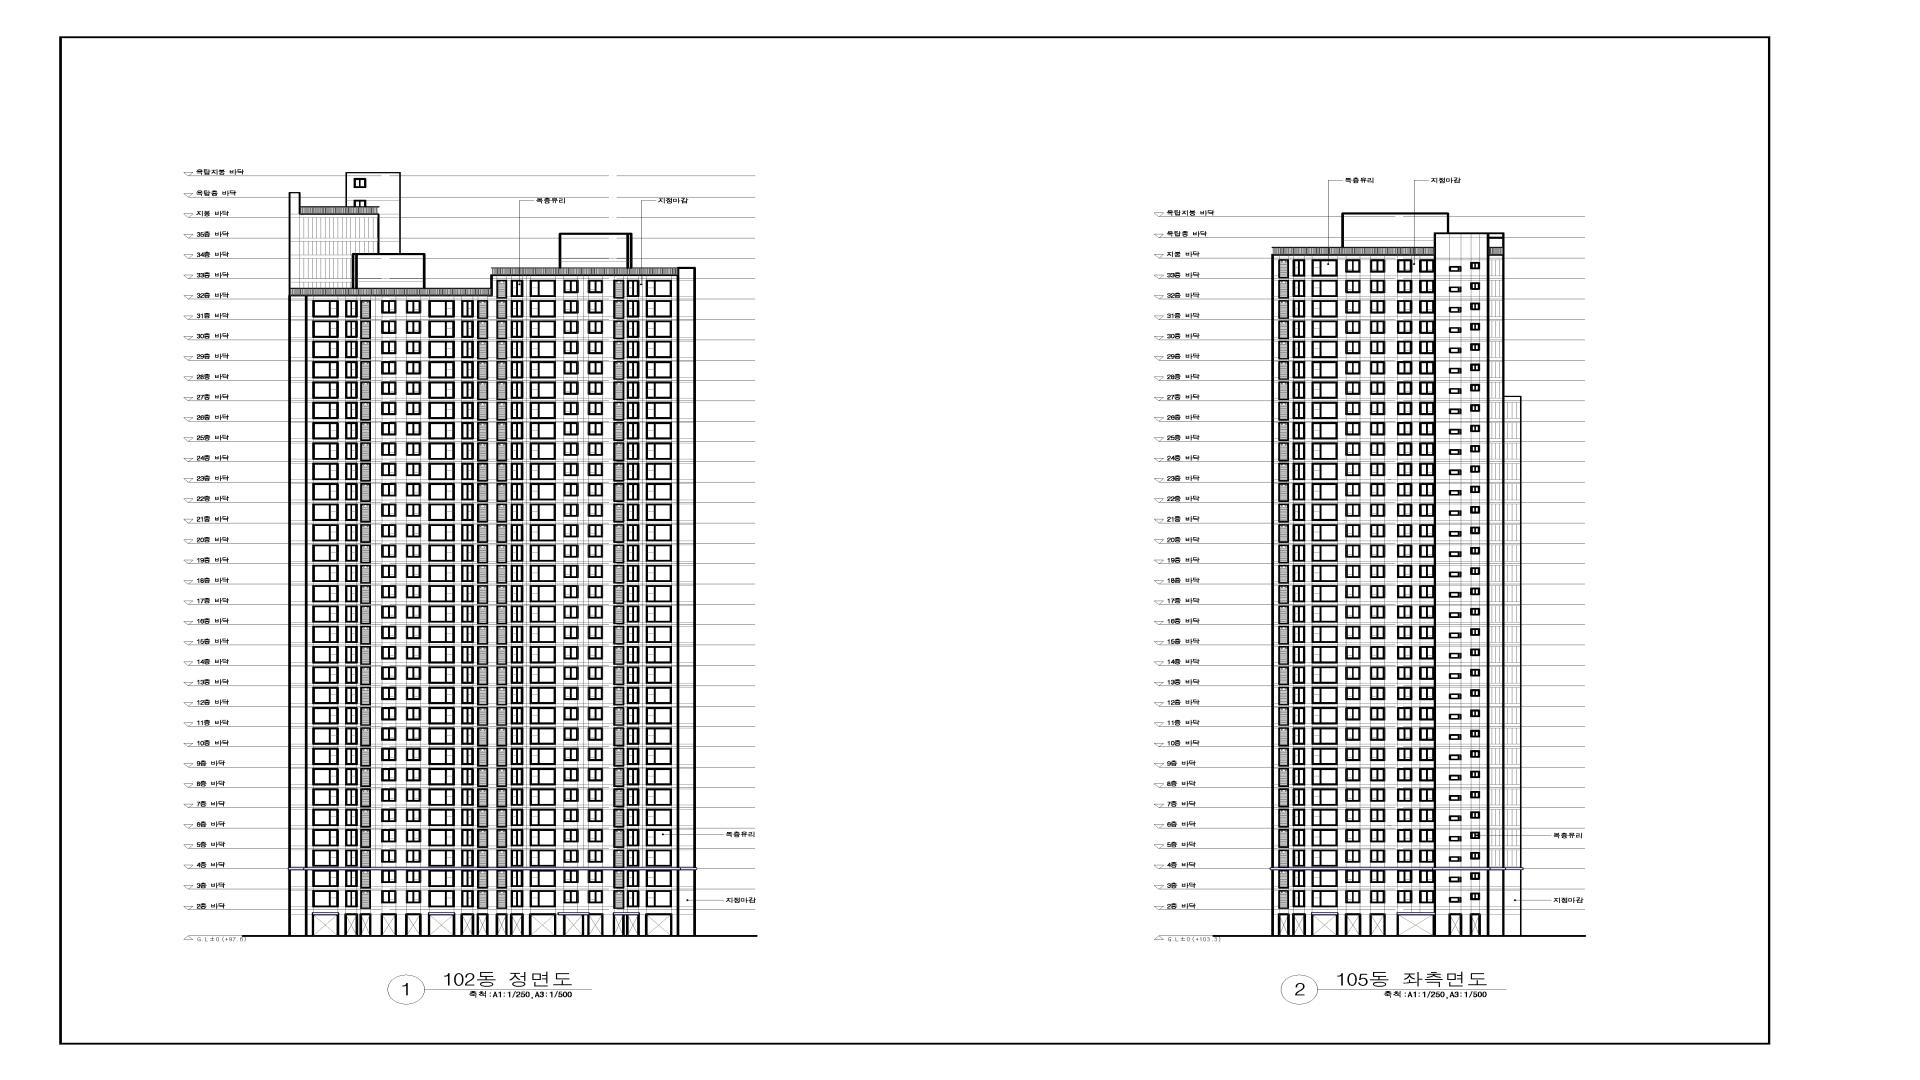 옥탑지붕 바닥
옥탑층 바닥
지붕 바닥
35층 바닥
34층 바닥
33층 바닥
32층 바닥
31층 바닥
30층 바닥
29층 바닥
28층 바닥
27층 바닥
26층 바닥
25층 바닥
24층 바닥
23층 바닥
22층 바닥
21층 바닥
20층 바닥
19층 바닥
18층 바닥
17층 바닥
16층 바닥
15층 바닥
14층 바닥
13층 바닥
12층 바닥
11층 바닥
10층 바닥
9층 바닥
8층 바닥
7층 바닥
6층 바닥
5층 바닥
4층 바닥
3층 바닥
2층 바닥
G.L±0(+97.6)
복층유리
지정마감
복층유리
지정마감
1
102동 정면도
축척 : A1: 1/250, A3: 1/500
옥탑지붕 바닥
옥탑층 바닥
지붕 바닥
33층 바닥
32층 바닥
31층 바닥
30층 바닥
29층 바닥
28층 바닥
27층 바닥
26층 바닥
25층 바닥
24층 바닥
23층 바닥
22층 바닥
21층 바닥
20층 바닥
19층 바닥
18층 바닥
17층 바닥
16층 바닥
15층 바닥
14층 바닥
13층 바닥
12층 바닥
11층 바닥
10층 바닥
9층 바닥
8층 바닥
7층 바닥
6층 바닥
5층 바닥
4층 바닥
3층 바닥
2층 바닥
G.L±0(+103.3)
복층유리
지정마감
복층유리
지정마감
2
105동 좌측면도
축척 : A1: 1/250, A3: 1/500